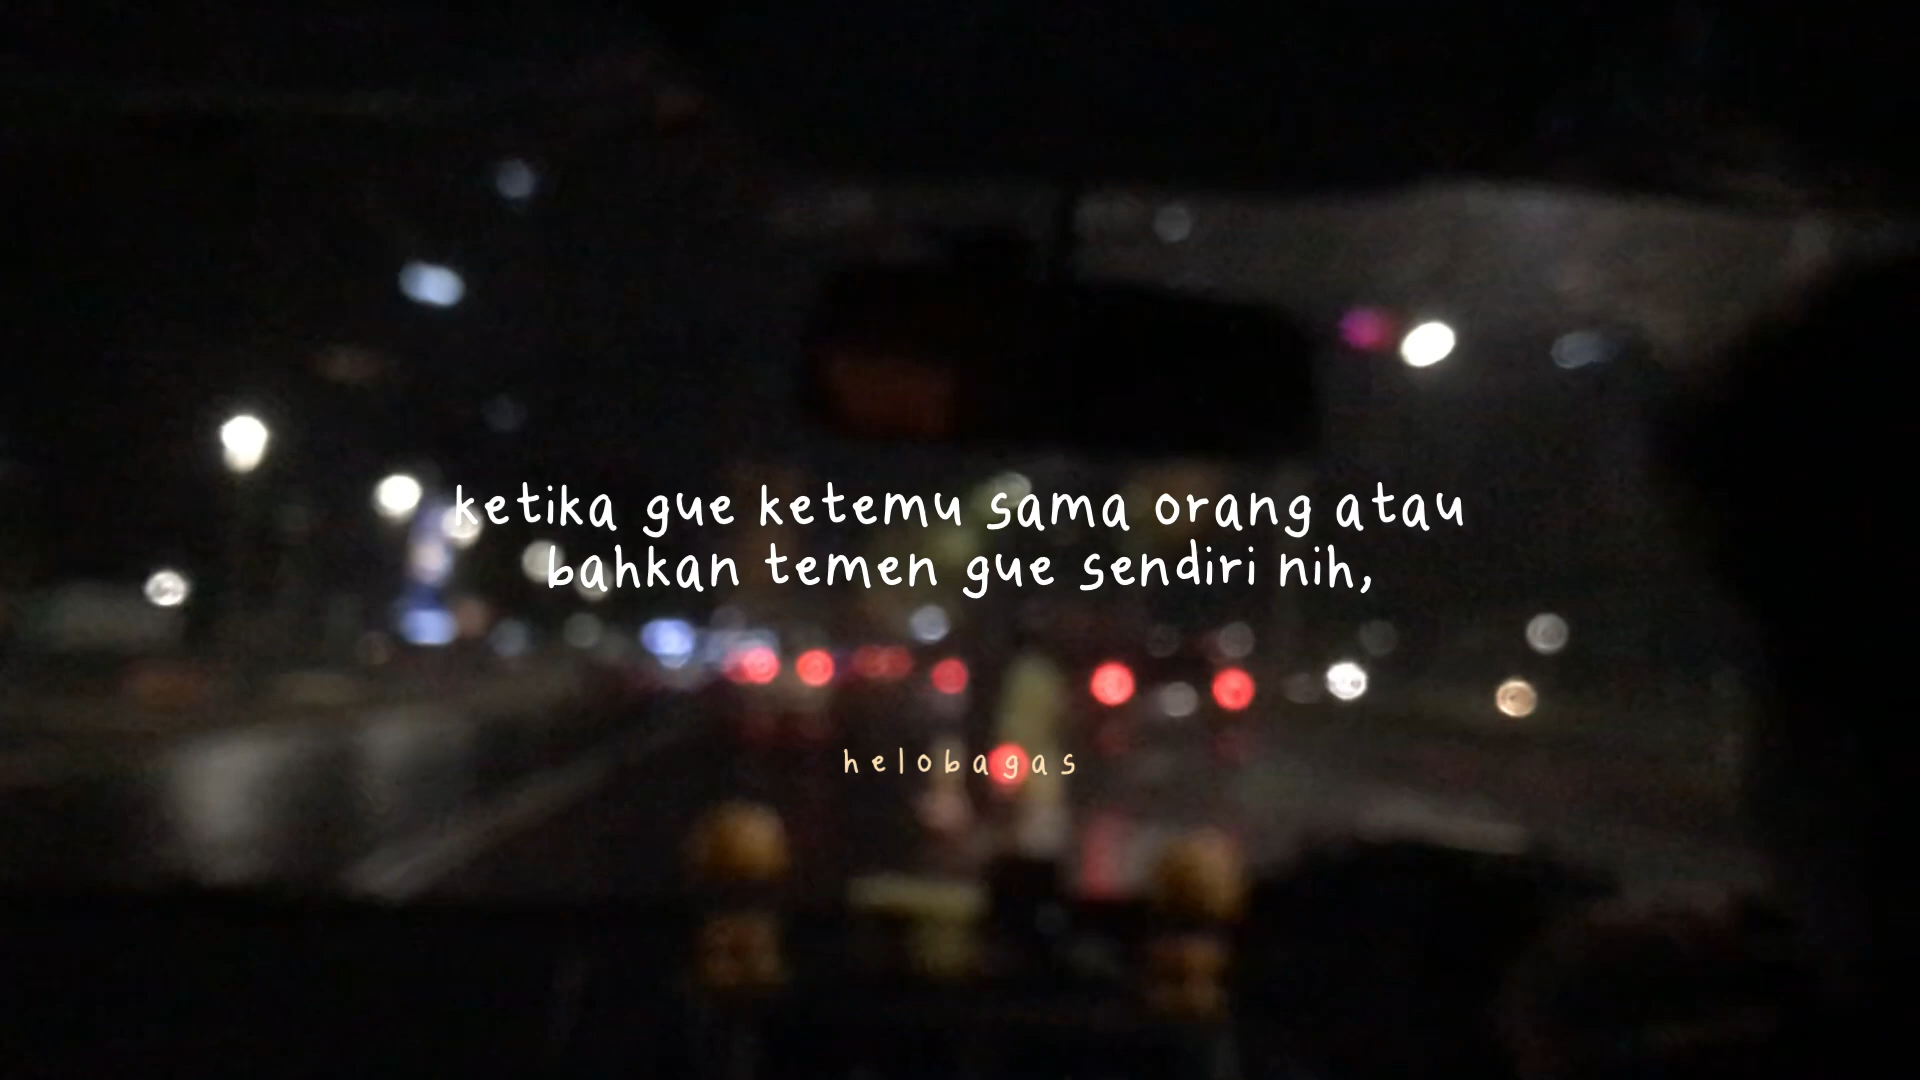 ketika gue ketemu sama orang atau
bahkan temen gue sendiri nih,
helobagas